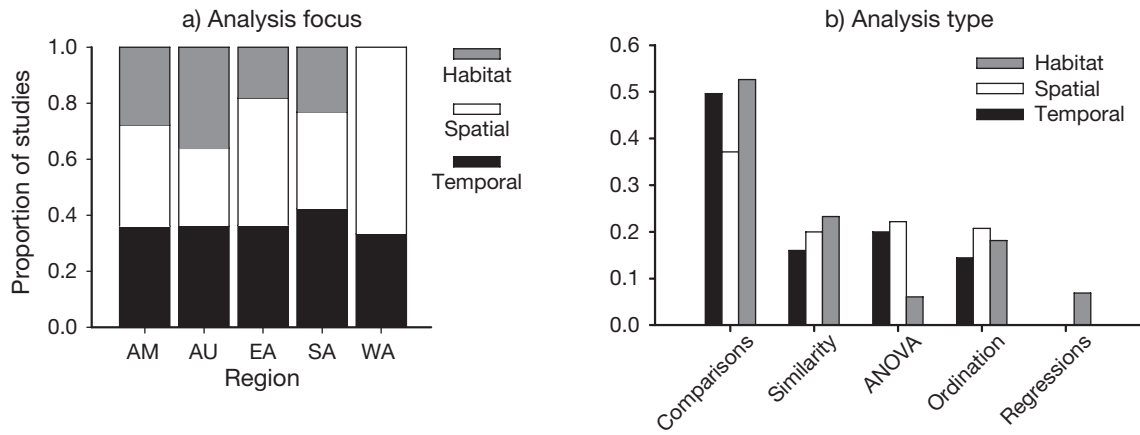 a) Analysis focus
Proportion of studies
1.0
0.8
0.6
0.4
0.2
0.0
AM AU EA SA WA
Region
Habitat
Spatial
Temporal
b) Analysis type
0.6
0.5
0.4
0.3
0.2
0.1
0.0
Habitat
Spatial
Temporal
Comparisons
Similarity
ANOVA
Ordination
Regressions